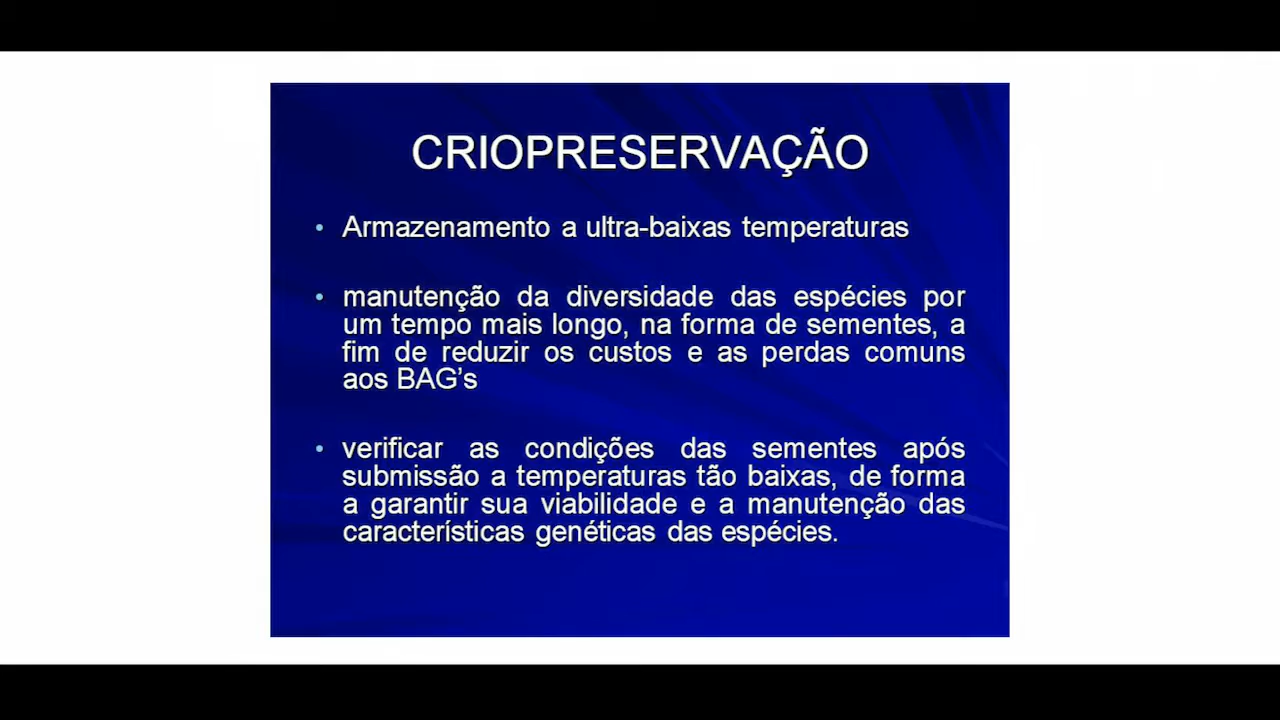 CRIOPRESERVAÇÃO
• Armazenamento a ultra-baixas temperaturas
• manutenção da diversidade das espécies por
um tempo mais longo, na forma de sementes, a
fim de reduzir os custos e as perdas comuns
aos BAG's
• verificar as condições das sementes após
submissão a temperaturas tão baixas, de forma
a garantir sua viabilidade e a manutenção das
características genéticas das espécies.